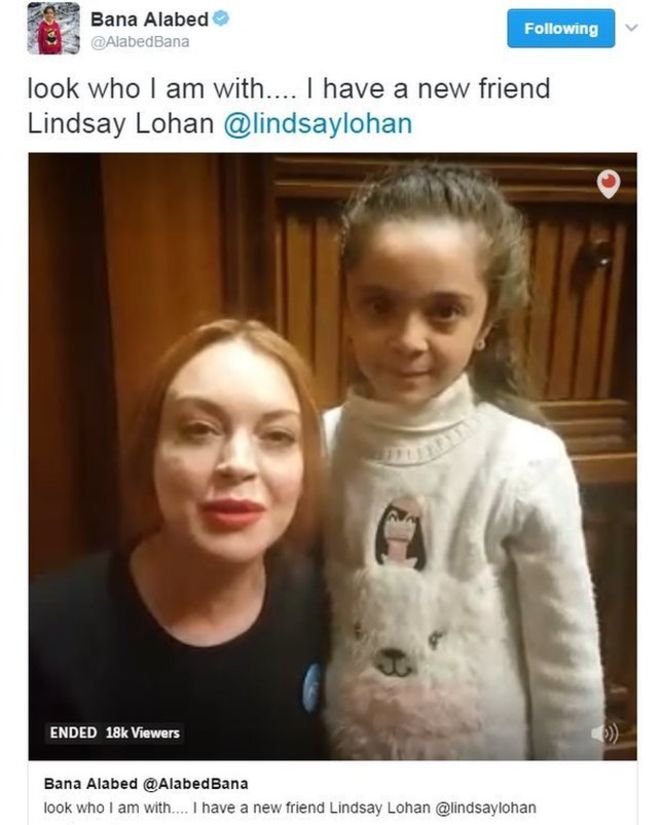 Bana Alabed
@AlabedBana
Following
look who I am with.... I have a new friend
Lindsay Lohan @lindsaylohan
ENDED 18k Viewers
Bana Alabed @AlabedBana
look who I am with.... I have a new friend Lindsay Lohan @lindsaylohan